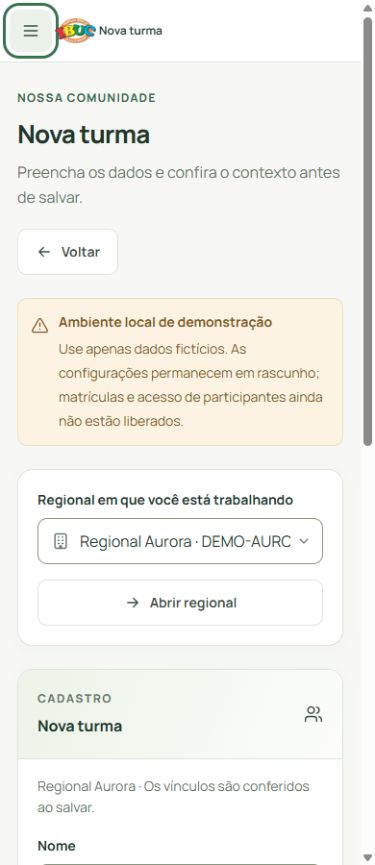 Nova turma
NOSSA COMUNIDADE
Nova turma
Preencha os dados e confira o contexto antes
de salvar.
Voltar
Ambiente local de demonstração
Use apenas dados fictícios. As
configurações permanecem em rascunho;
matrículas e acesso de participantes ainda
não estão liberados.
Regional em que você está trabalhando
Regional Aurora · DEMO-AURO
Abrir regional
CADASTRO
Nova turma
Regional Aurora · Os vínculos são conferidos
ao salvar.
Nome